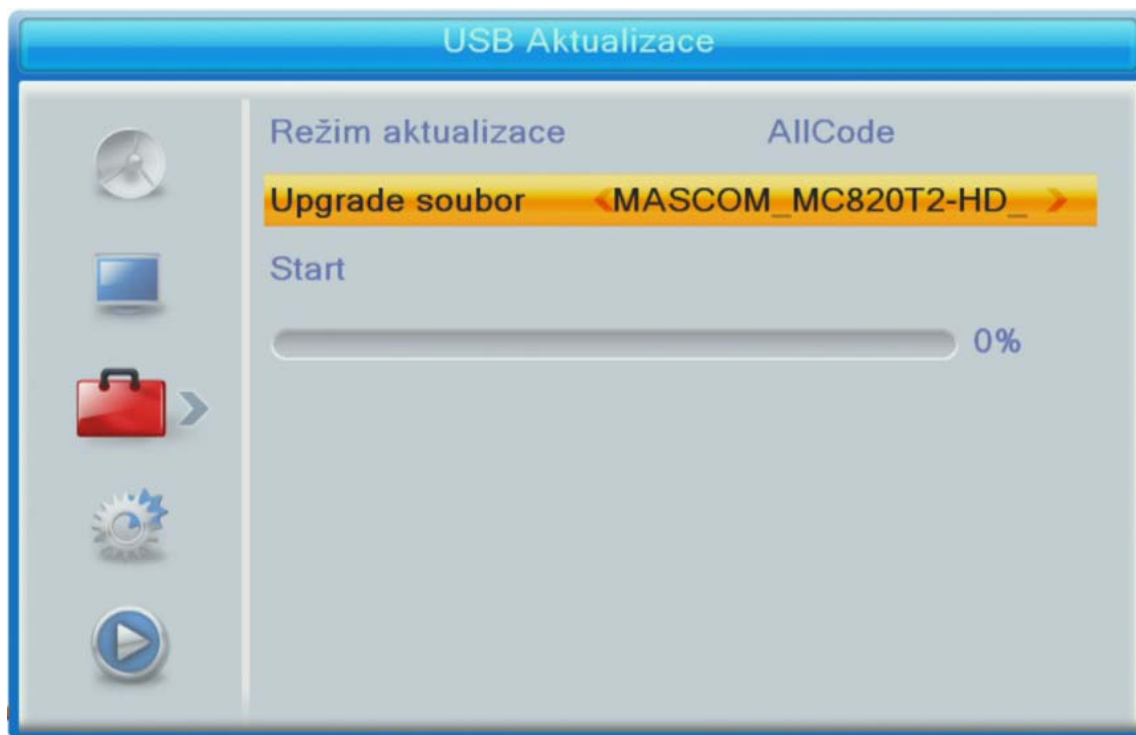 USB Aktualizace
Režim aktualizace AllCode
Upgrade soubor MASCOM_MC820T2-HD_
Start
0%